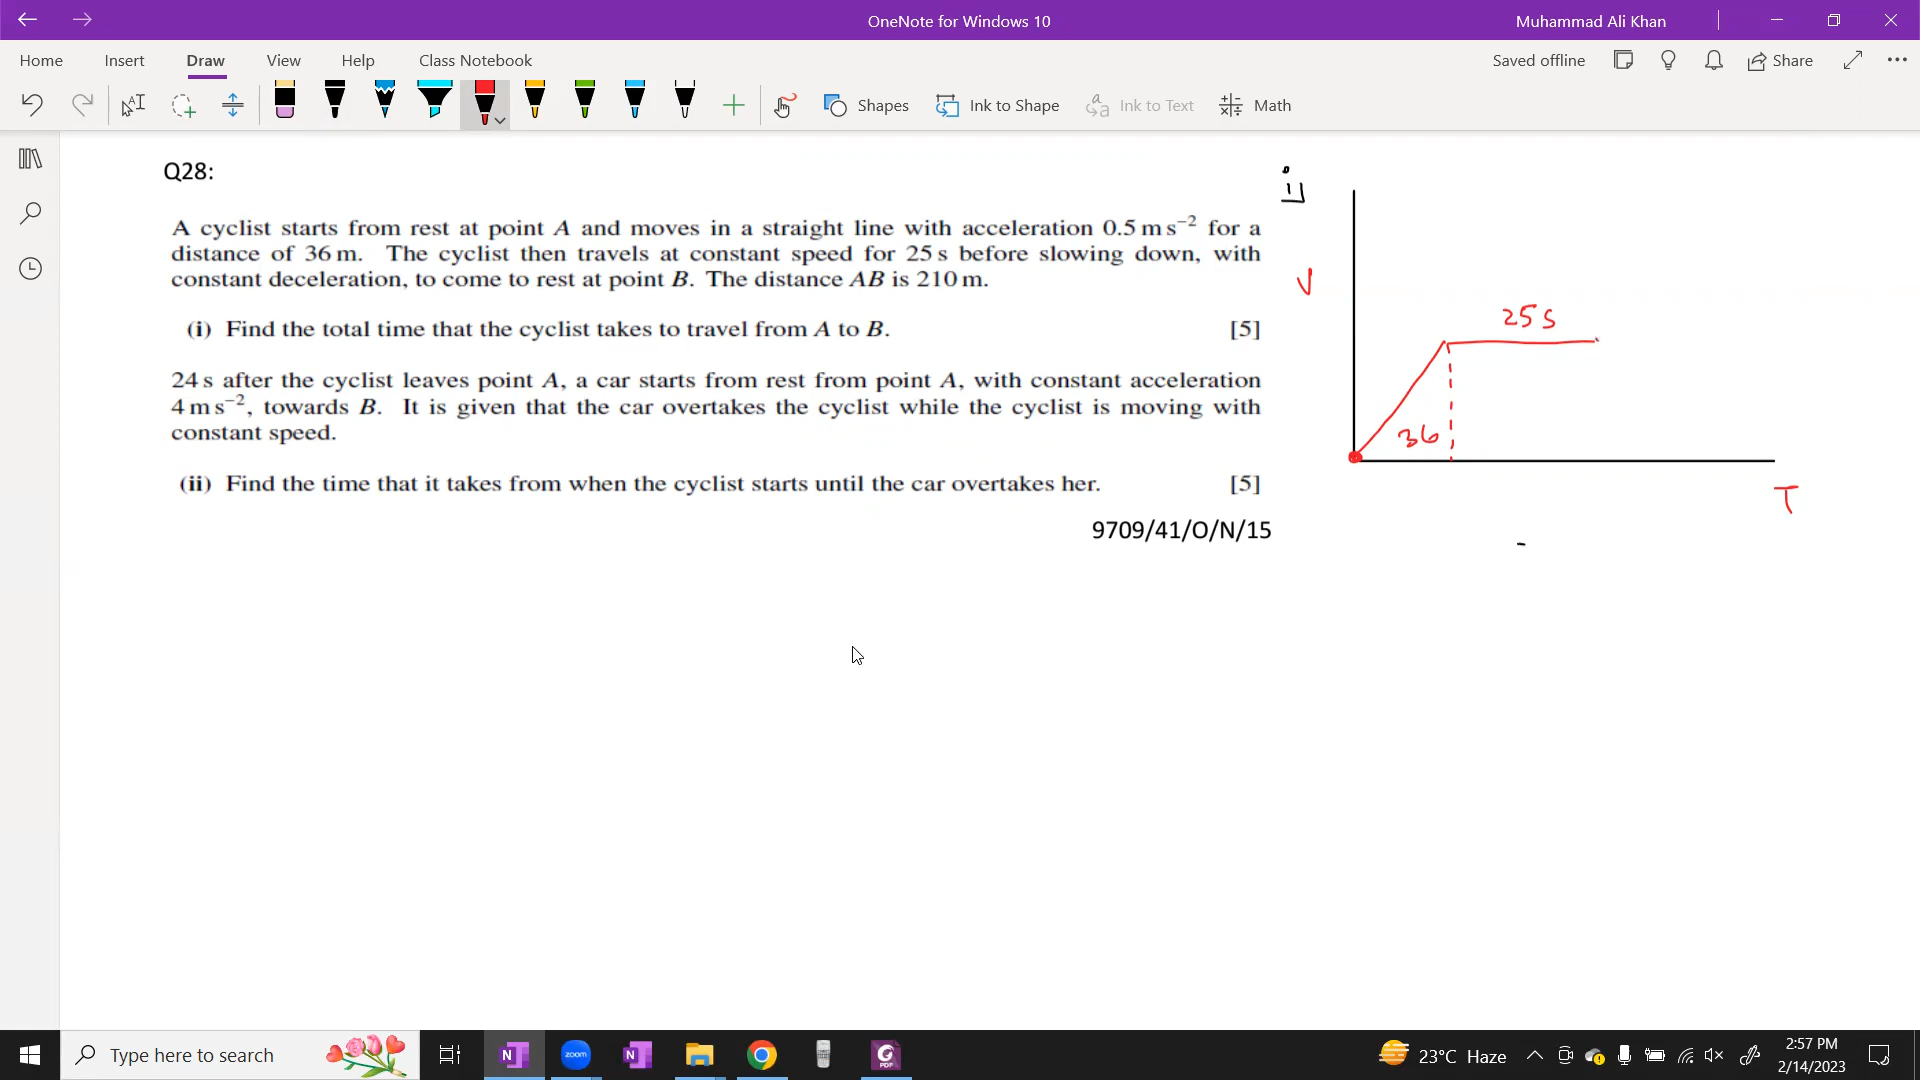 OneNote for Windows 10
Muhammad Ali Khan
Home Insert Draw View Help Class Notebook
Saved offline Share
Shapes Ink to Shape Ink to Text Math
Q28:
A cyclist starts from rest at point A and moves in a straight line with acceleration 0.5 m s⁻² for a
distance of 36 m. The cyclist then travels at constant speed for 25 s before slowing down, with
constant deceleration, to come to rest at point B. The distance AB is 210 m.
(i) Find the total time that the cyclist takes to travel from A to B. [5]
24 s after the cyclist leaves point A, a car starts from rest from point A, with constant acceleration
4 m s⁻², towards B. It is given that the car overtakes the cyclist while the cyclist is moving with
constant speed.
(ii) Find the time that it takes from when the cyclist starts until the car overtakes her. [5]
9709/41/O/N/15
i
V
25 s
36
T
Type here to search
zoom
N
N
PDF
23°C Haze
2:57 PM
2/14/2023